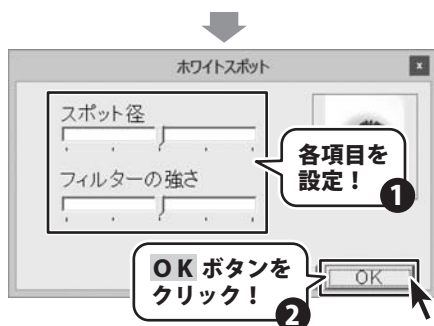 ホワイトスポット
x
スポット径
フィルターの強さ
各項目を
設定！
1
OK ボタンを
クリック！
2
OK